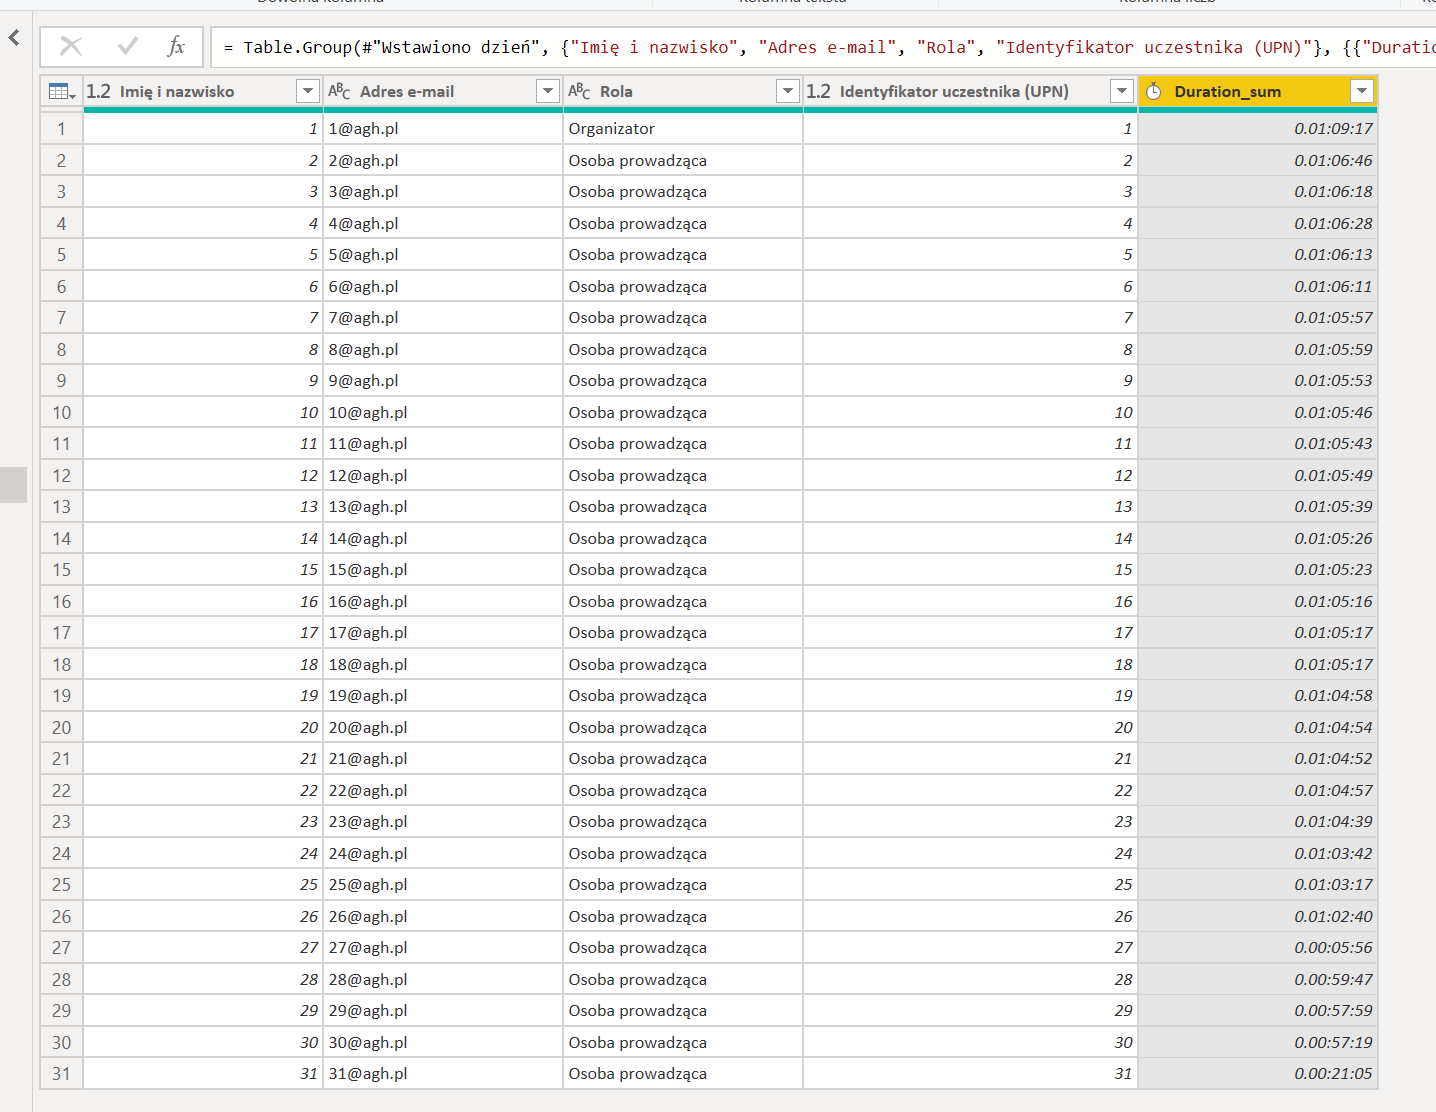 = Table.Group(#"Wstawiono dzień", {"Imię i nazwisko", "Adres e-mail", "Rola", "Identyfikator uczestnika (UPN)"}, {{"Duratio
1.2 Imię i nazwisko ABC Adres e-mail ABC Rola 1.2 Identyfikator uczestnika (UPN) Duration_sum
1 1 1@agh.pl Organizator 1 0.01:09:17
2 2 2@agh.pl Osoba prowadząca 2 0.01:06:46
3 3 3@agh.pl Osoba prowadząca 3 0.01:06:18
4 4 4@agh.pl Osoba prowadząca 4 0.01:06:28
5 5 5@agh.pl Osoba prowadząca 5 0.01:06:13
6 6 6@agh.pl Osoba prowadząca 6 0.01:06:11
7 7 7@agh.pl Osoba prowadząca 7 0.01:05:57
8 8 8@agh.pl Osoba prowadząca 8 0.01:05:59
9 9 9@agh.pl Osoba prowadząca 9 0.01:05:53
10 10 10@agh.pl Osoba prowadząca 10 0.01:05:46
11 11 11@agh.pl Osoba prowadząca 11 0.01:05:43
12 12 12@agh.pl Osoba prowadząca 12 0.01:05:49
13 13 13@agh.pl Osoba prowadząca 13 0.01:05:39
14 14 14@agh.pl Osoba prowadząca 14 0.01:05:26
15 15 15@agh.pl Osoba prowadząca 15 0.01:05:23
16 16 16@agh.pl Osoba prowadząca 16 0.01:05:16
17 17 17@agh.pl Osoba prowadząca 17 0.01:05:17
18 18 18@agh.pl Osoba prowadząca 18 0.01:05:17
19 19 19@agh.pl Osoba prowadząca 19 0.01:04:58
20 20 20@agh.pl Osoba prowadząca 20 0.01:04:54
21 21 21@agh.pl Osoba prowadząca 21 0.01:04:52
22 22 22@agh.pl Osoba prowadząca 22 0.01:04:57
23 23 23@agh.pl Osoba prowadząca 23 0.01:04:39
24 24 24@agh.pl Osoba prowadząca 24 0.01:03:42
25 25 25@agh.pl Osoba prowadząca 25 0.01:03:17
26 26 26@agh.pl Osoba prowadząca 26 0.01:02:40
27 27 27@agh.pl Osoba prowadząca 27 0.00:05:56
28 28 28@agh.pl Osoba prowadząca 28 0.00:59:47
29 29 29@agh.pl Osoba prowadząca 29 0.00:57:59
30 30 30@agh.pl Osoba prowadząca 30 0.00:57:19
31 31 31@agh.pl Osoba prowadząca 31 0.00:21:05